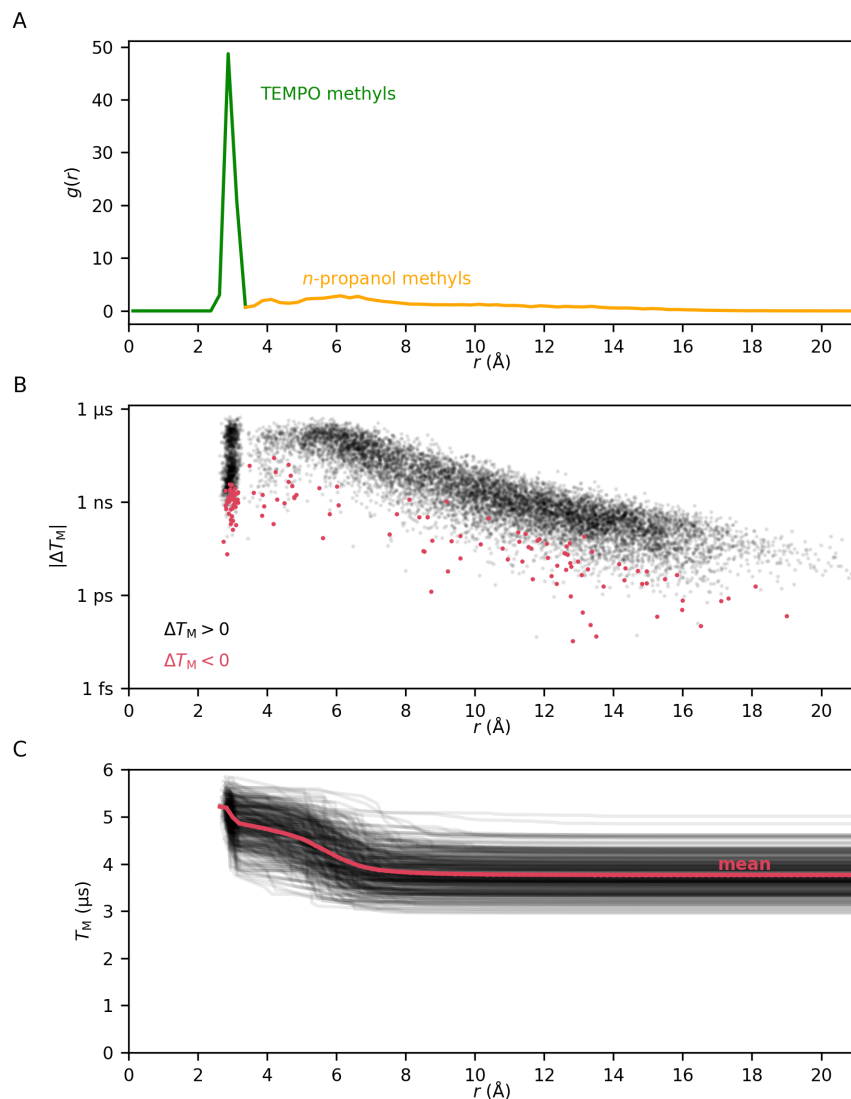 A
50
40
30
20
10
0
g(r)
TEMPO methyls
n-propanol methyls
0 2 4 6 8 10 12 14 16 18 20
r (Å)
B
1 µs
1 ns
1 ps
1 fs
|ΔT_M|
ΔT_M > 0
ΔT_M < 0
0 2 4 6 8 10 12 14 16 18 20
r (Å)
C
6
5
4
3
2
1
0
T_M (µs)
mean
0 2 4 6 8 10 12 14 16 18 20
r (Å)